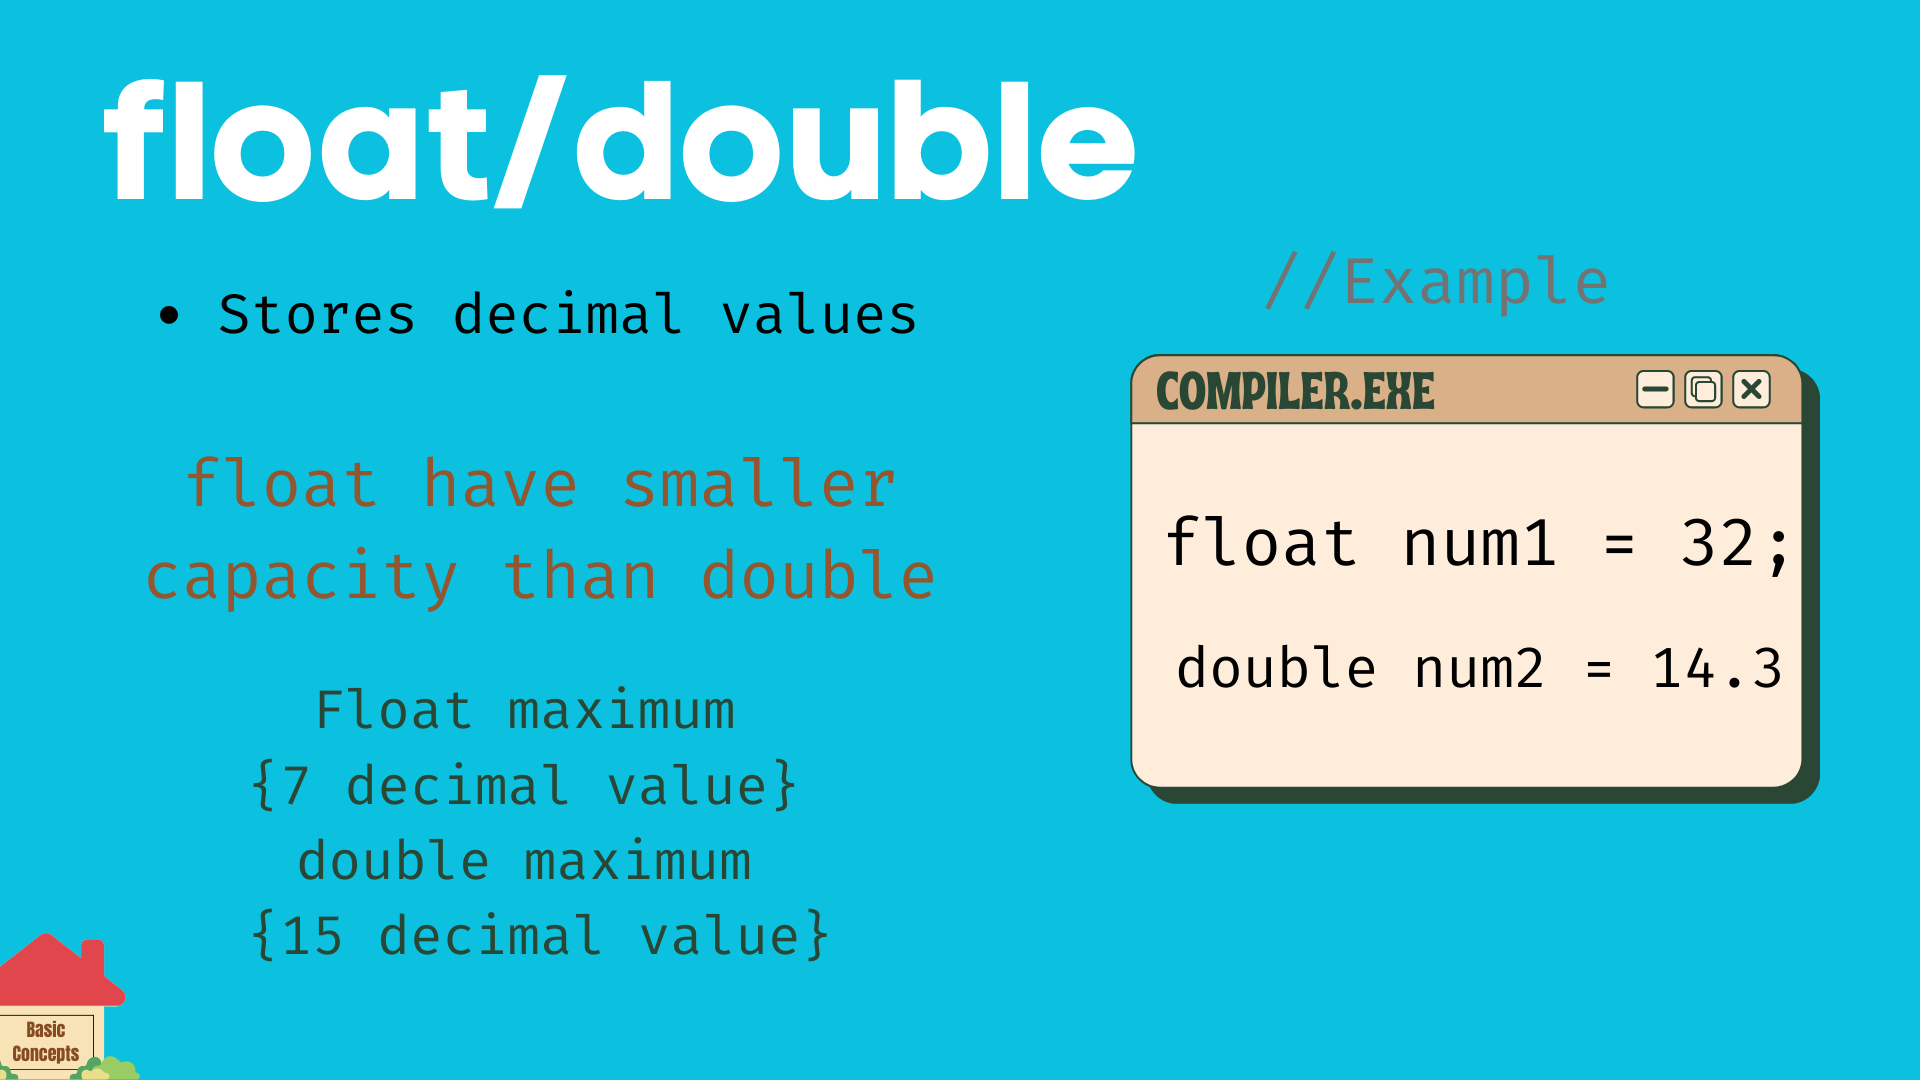 float/double
• Stores decimal values
float have smaller
capacity than double
Float maximum
{7 decimal value}
double maximum
{15 decimal value}
//Example
COMPILER.EXE
float num1 = 32;
double num2 = 14.3
Basic
Concepts